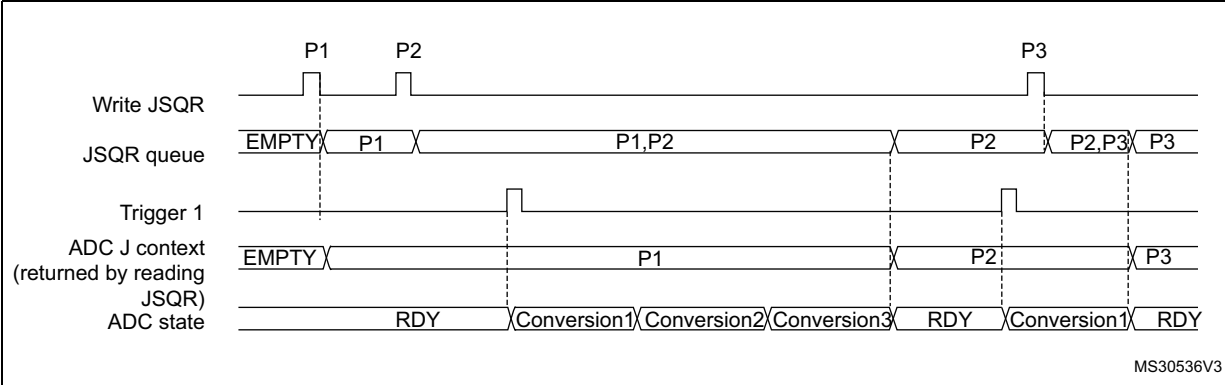 P1 P2 P3
Write JSQR
JSQR queue EMPTY P1 P1,P2 P2 P2,P3 P3
Trigger 1
ADC J context
(returned by reading
JSQR)
EMPTY P1 P2 P3
ADC state RDY Conversion1 Conversion2 Conversion3 RDY Conversion1 RDY
MS30536V3